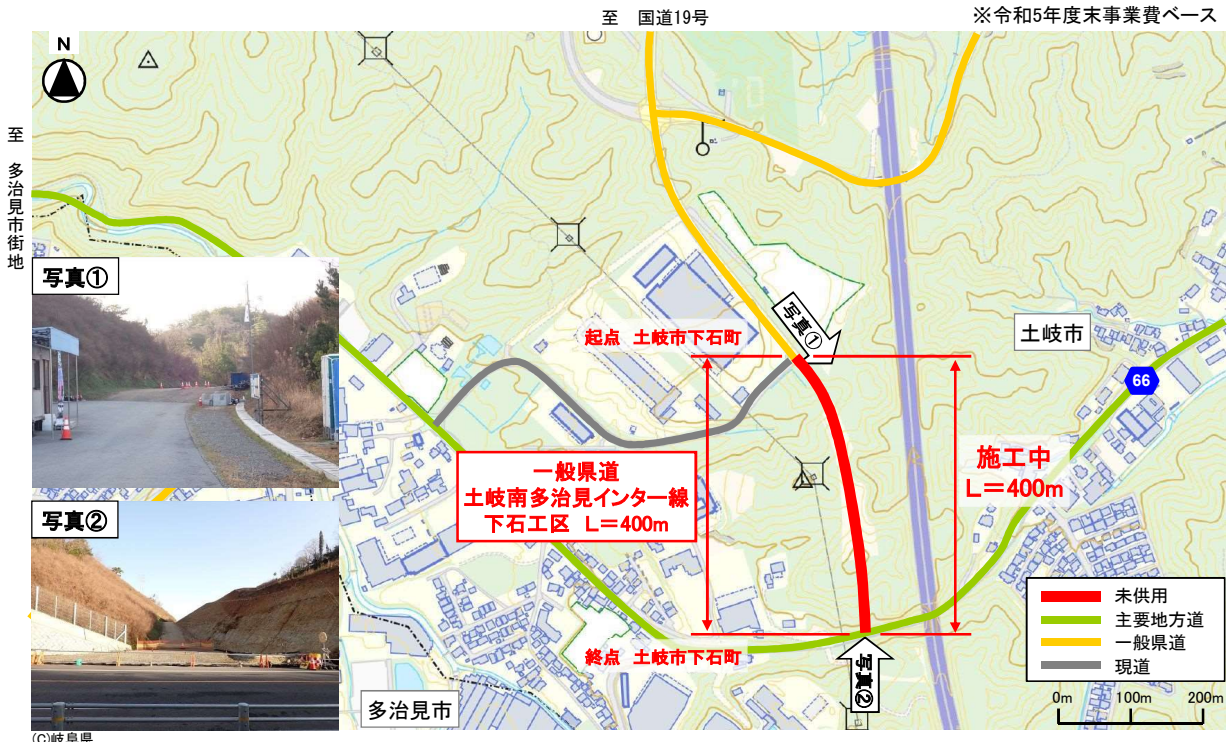 至 国道19号
※令和5年度末事業費ベース
N
至 多治見市街地
写真①
写真①
起点 土岐市下石町
土岐市
66
一般県道
土岐南多治見インター線
下石工区 L=400m
施工中
L=400m
写真②
未供用
主要地方道
一般県道
現道
終点 土岐市下石町
写真②
多治見市
0m 100m 200m
(C)岐阜県